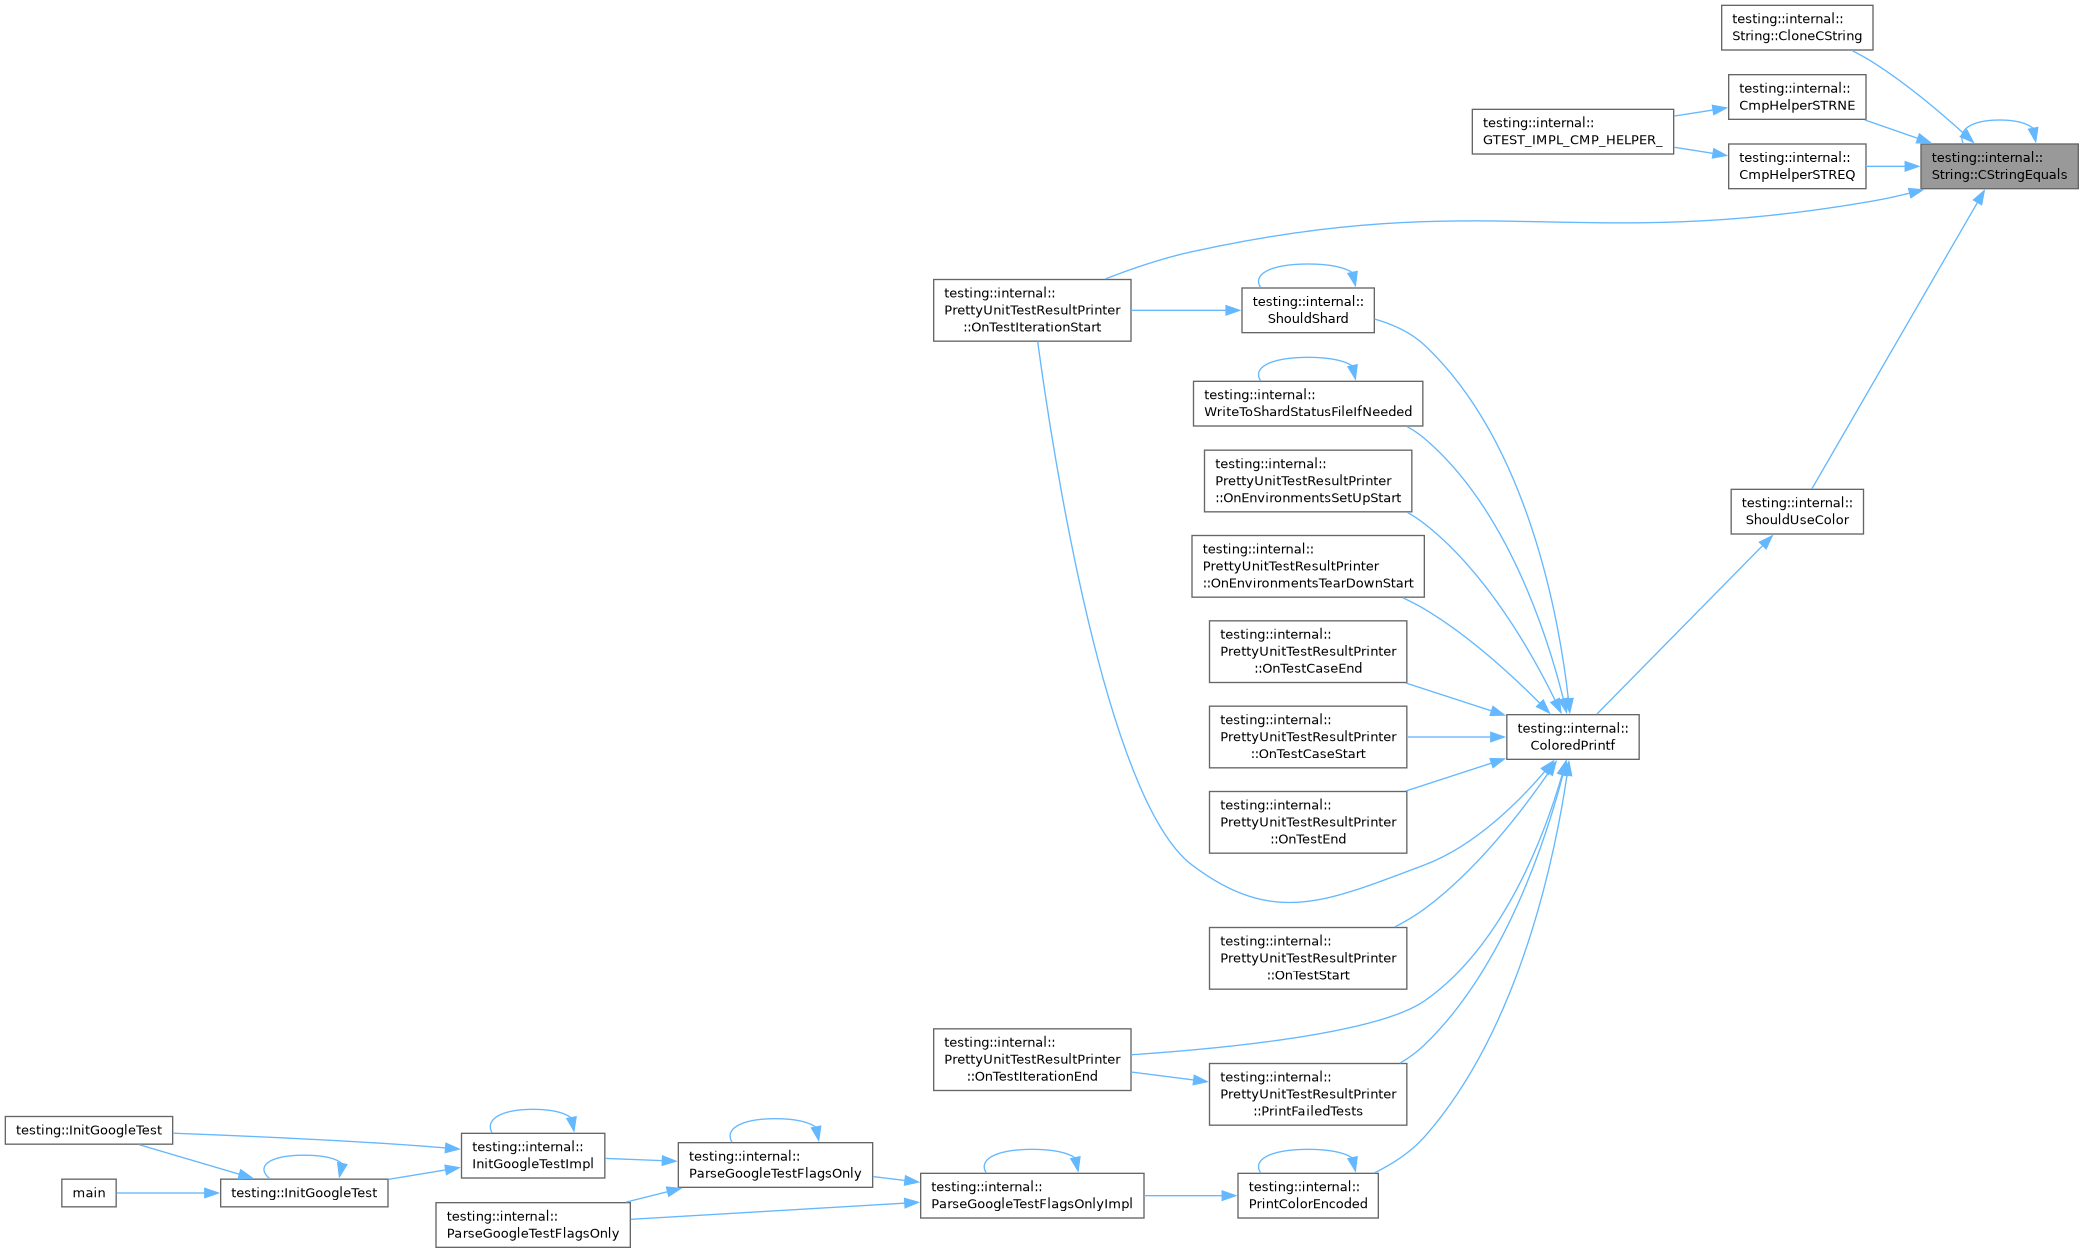 testing::internal::
String::CloneCString
testing::internal::
CmpHelperSTRNE
testing::internal::
GTEST_IMPL_CMP_HELPER_
testing::internal::
CmpHelperSTREQ
testing::internal::
String::CStringEquals
testing::internal::
PrettyUnitTestResultPrinter
::OnTestIterationStart
testing::internal::
ShouldShard
testing::internal::
WriteToShardStatusFileIfNeeded
testing::internal::
PrettyUnitTestResultPrinter
::OnEnvironmentsSetUpStart
testing::internal::
ShouldUseColor
testing::internal::
PrettyUnitTestResultPrinter
::OnEnvironmentsTearDownStart
testing::internal::
PrettyUnitTestResultPrinter
::OnTestCaseEnd
testing::internal::
PrettyUnitTestResultPrinter
::OnTestCaseStart
testing::internal::
ColoredPrintf
testing::internal::
PrettyUnitTestResultPrinter
::OnTestEnd
testing::internal::
PrettyUnitTestResultPrinter
::OnTestStart
testing::internal::
PrettyUnitTestResultPrinter
::OnTestIterationEnd
testing::internal::
PrettyUnitTestResultPrinter
::PrintFailedTests
testing::InitGoogleTest
testing::internal::
InitGoogleTestImpl
testing::internal::
ParseGoogleTestFlagsOnly
main
testing::InitGoogleTest
testing::internal::
ParseGoogleTestFlagsOnly
testing::internal::
ParseGoogleTestFlagsOnlyImpl
testing::internal::
PrintColorEncoded